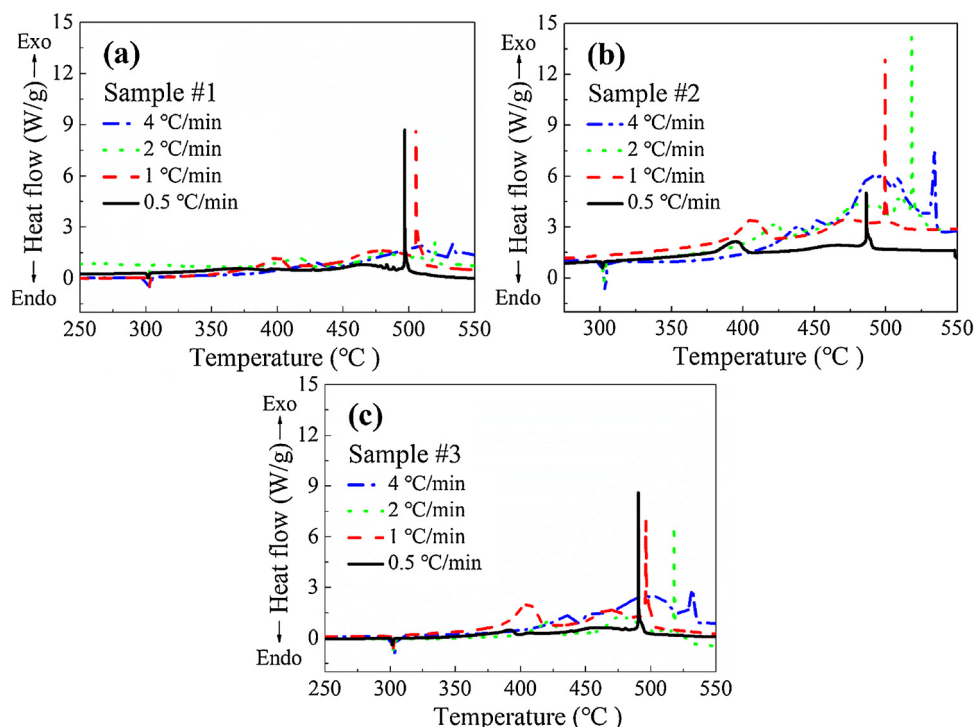 (a)
Sample #1
4 ℃/min
2 ℃/min
1 ℃/min
0.5 ℃/min
Exo
Heat flow (W/g)
Endo
15
12
9
6
3
0
250 300 350 400 450 500 550
Temperature (℃ )
(b)
Sample #2
4 ℃/min
2 ℃/min
1 ℃/min
0.5 ℃/min
Exo
Heat flow (W/g)
Endo
15
12
9
6
3
0
300 350 400 450 500 550
Temperature (℃ )
(c)
Sample #3
4 ℃/min
2 ℃/min
1 ℃/min
0.5 ℃/min
Exo
Heat flow (W/g)
Endo
15
12
9
6
3
0
250 300 350 400 450 500 550
Temperature (℃ )